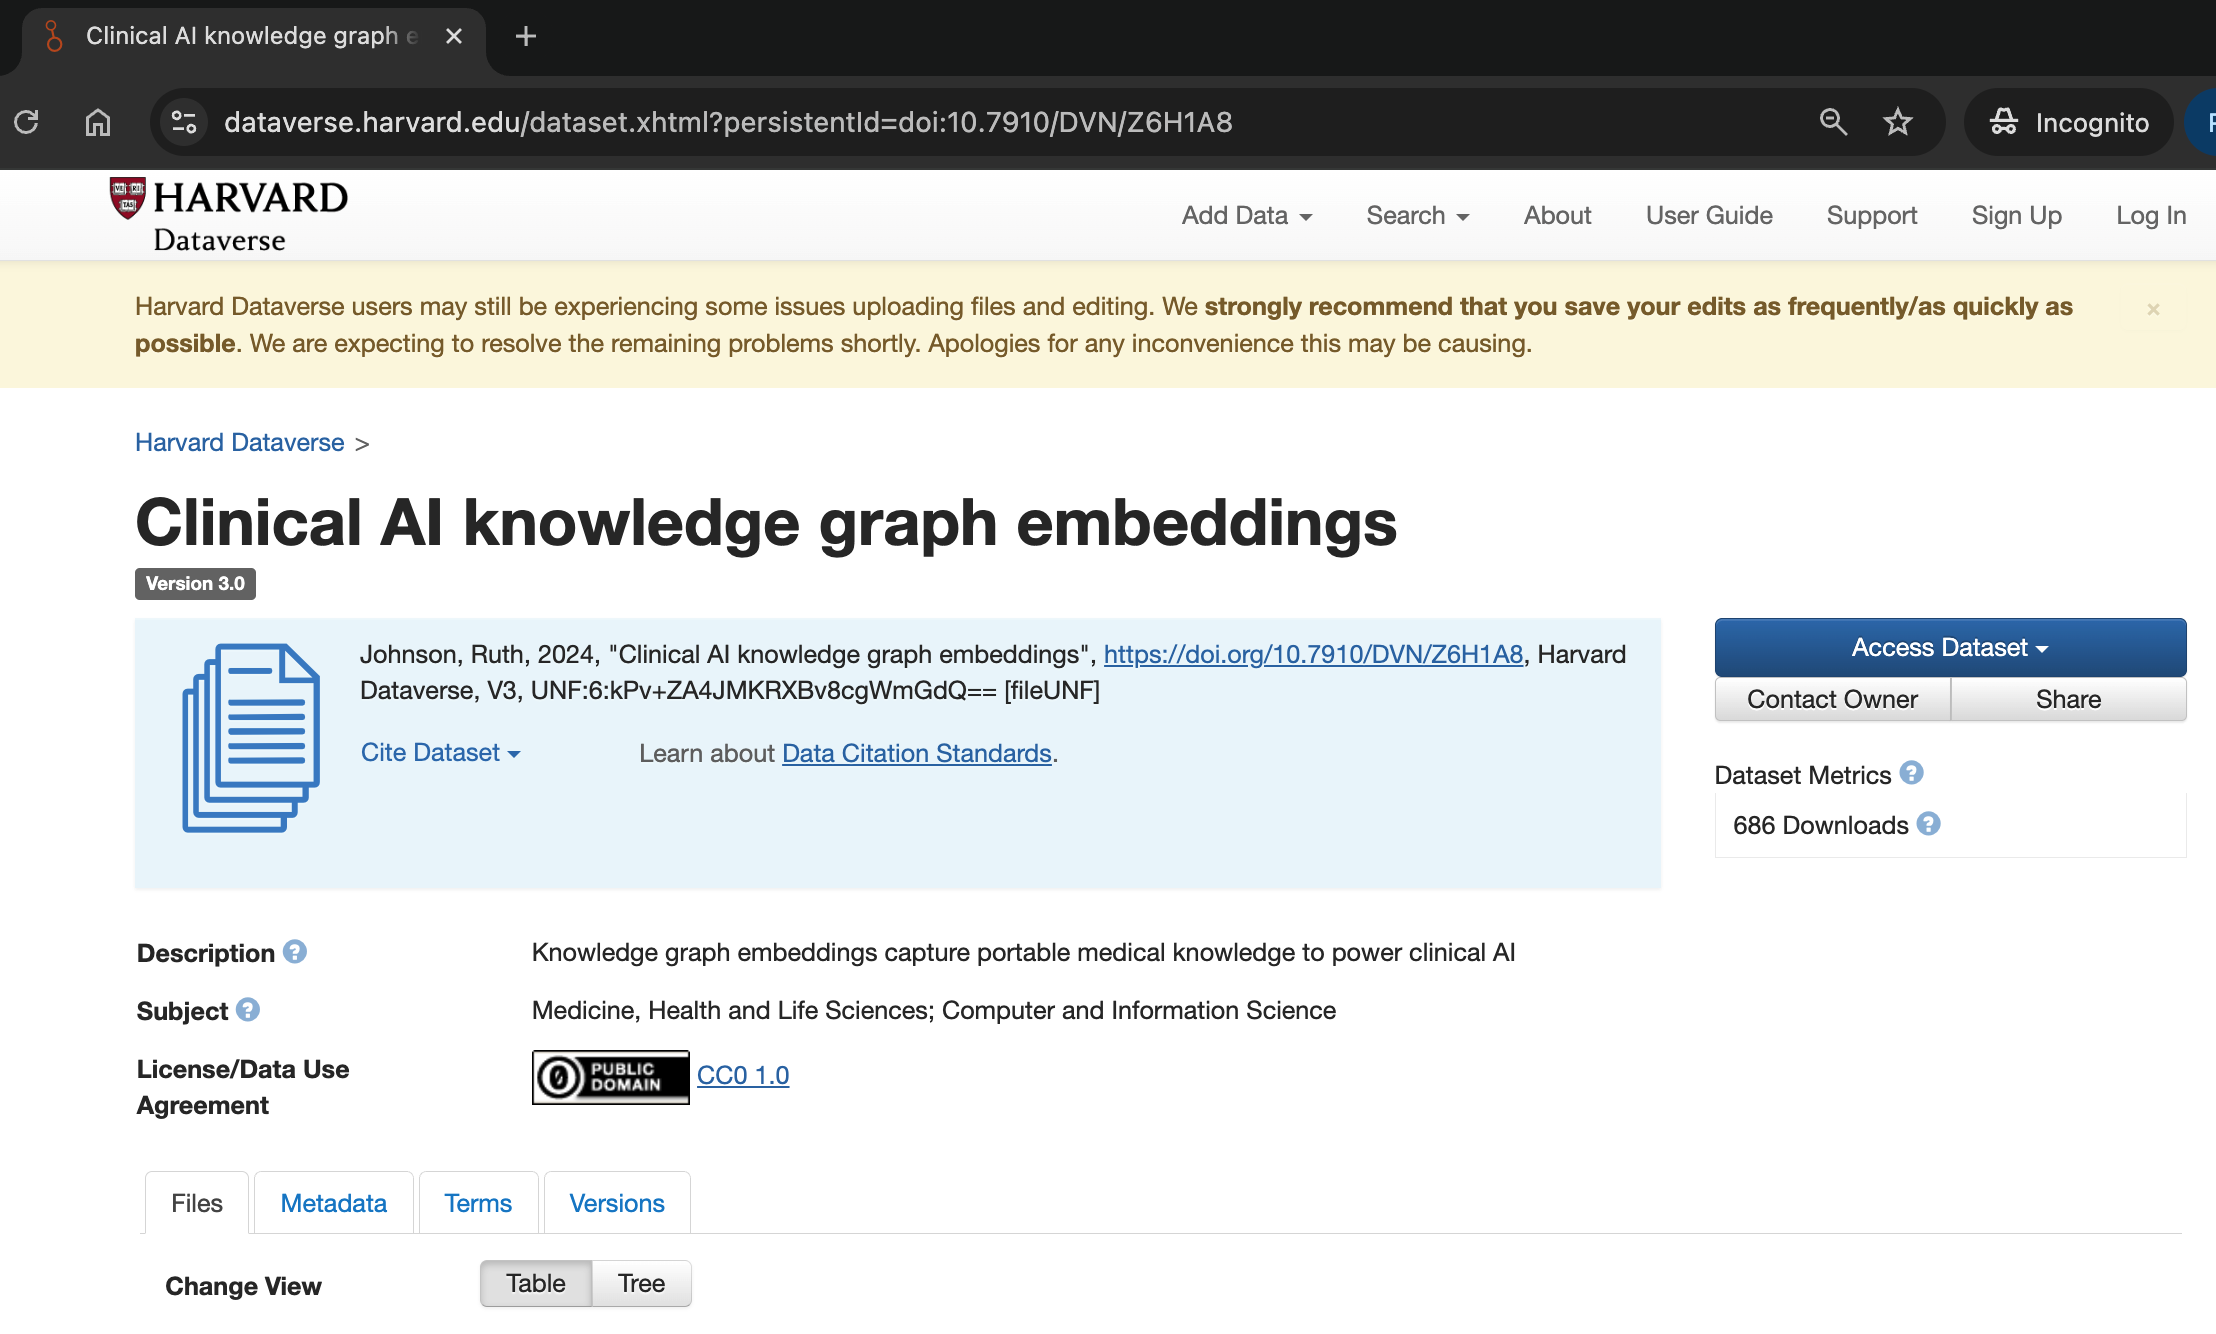 Clinical AI knowledge graph e
dataverse.harvard.edu/dataset.xhtml?persistentId=doi:10.7910/DVN/Z6H1A8
Incognito
VE RI
TAS
HARVARD
Dataverse
Add Data
Search
About
User Guide
Support
Sign Up
Log In
Harvard Dataverse users may still be experiencing some issues uploading files and editing. We strongly recommend that you save your edits as frequently/as quickly as
possible. We are expecting to resolve the remaining problems shortly. Apologies for any inconvenience this may be causing.
×
Harvard Dataverse >
Clinical AI knowledge graph embeddings
Version 3.0
Johnson, Ruth, 2024, "Clinical AI knowledge graph embeddings", https://doi.org/10.7910/DVN/Z6H1A8, Harvard
Dataverse, V3, UNF:6:kPv+ZA4JMKRXBv8cgWmGdQ== [fileUNF]
Cite Dataset
Learn about Data Citation Standards.
Access Dataset
Contact Owner
Share
Dataset Metrics ?
686 Downloads ?
Description ?
Knowledge graph embeddings capture portable medical knowledge to power clinical AI
Subject ?
Medicine, Health and Life Sciences; Computer and Information Science
License/Data Use
Agreement
0 PUBLIC
DOMAIN
CC0 1.0
Files
Metadata
Terms
Versions
Change View
Table
Tree